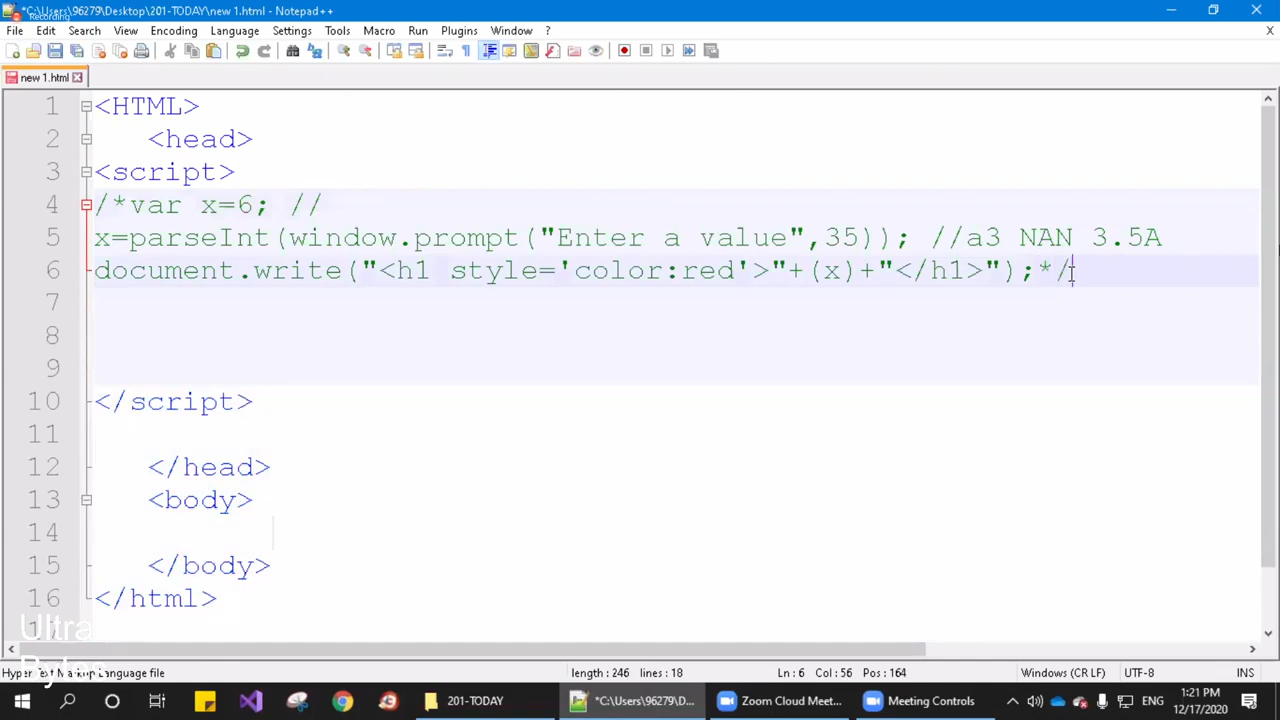 *C:\Users\96279\Desktop\201-TODAY\new 1.html - Notepad++
Recording
File Edit Search View Encoding Language Settings Tools Macro Run Plugins Window ? X
new 1.html
1 <HTML>
2 <head>
3 <script>
4 /*var x=6; //
5 x=parseInt(window.prompt("Enter a value",35)); //a3 NAN 3.5A
6 document.write("<h1 style='color:red'>"+(x)+"</h1>");*/
7
8
9
10 </script>
11
12 </head>
13 <body>
14
15 </body>
16 </html>
Ultra
Bytes
Hyper Text Markup Language file length : 246 lines : 18 Ln : 6 Col : 56 Pos : 164 Windows (CR LF) UTF-8 INS
201-TODAY *C:\Users\96279\D... Zoom Cloud Meet... Meeting Controls ENG 1:21 PM
12/17/2020